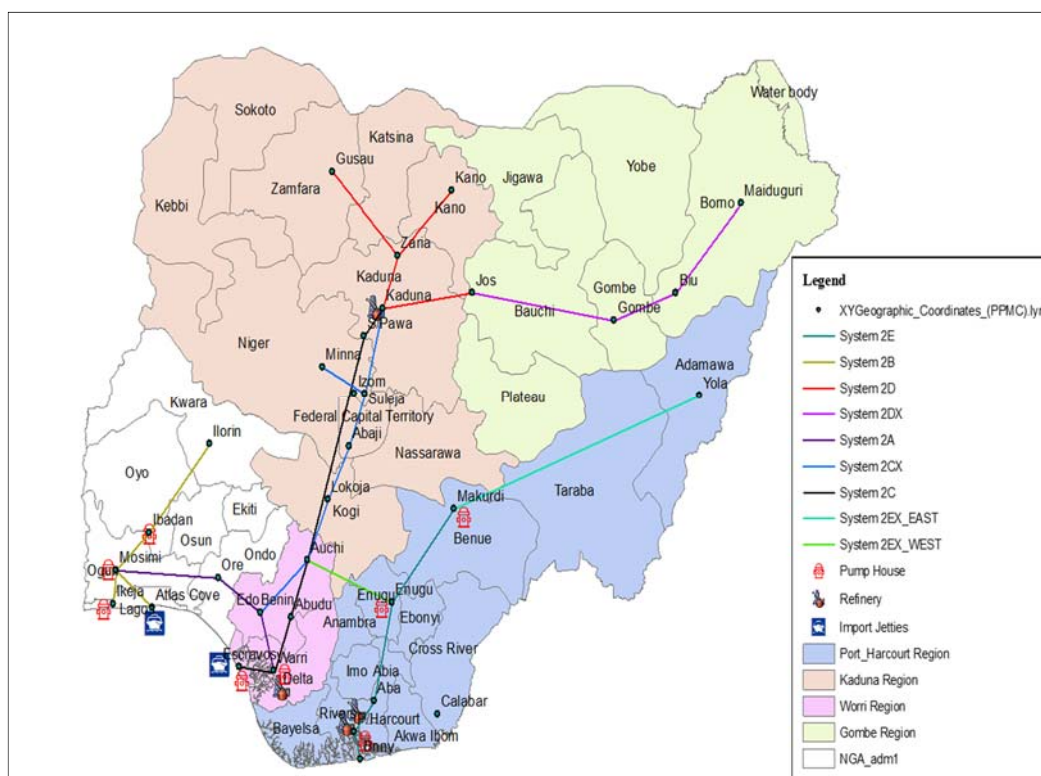 Water body
Sokoto
Katsina
Gusau
Yobe
Kano
Jigawa
Zamfara
Maiduguri
Kebbi
Borno
Kano
Zaria
Kaduna
Jos
Gombe
Biu
Kaduna
Bauchi
Gombe
Pawa
Niger
Minna
Adamawa
Izom
Yola
Suleja
Plateau
Kwara
Federal Capital Territory
Ilorin
Abaji
Nassarawa
Oyo
Taraba
Lokoja
Makurdi
Kogi
Ibadan
Ekiti
Benue
Osun
Ondo
Auchi
Mosimi
Ogun
Ore
Ikeja
Atlas Cove
Enugu
Enugu
Lagos
Edo
Benin
Abudu
Anambra
Ebonyi
Cross River
Escravos
Warri
Imo
Abia
Delta
Aba
Calabar
Rivers
P/Harcourt
Bayelsa
Akwa Ibom
Bony
Legend
XYGeographic_Coordinates_(PPMC).lyr
System 2E
System 2B
System 2D
System 2DX
System 2A
System 2CX
System 2C
System 2EX_EAST
System 2EX_WEST
Pump House
Refinery
Import Jetties
Port_Harcourt Region
Kaduna Region
Worri Region
Gombe Region
NGA_adm1